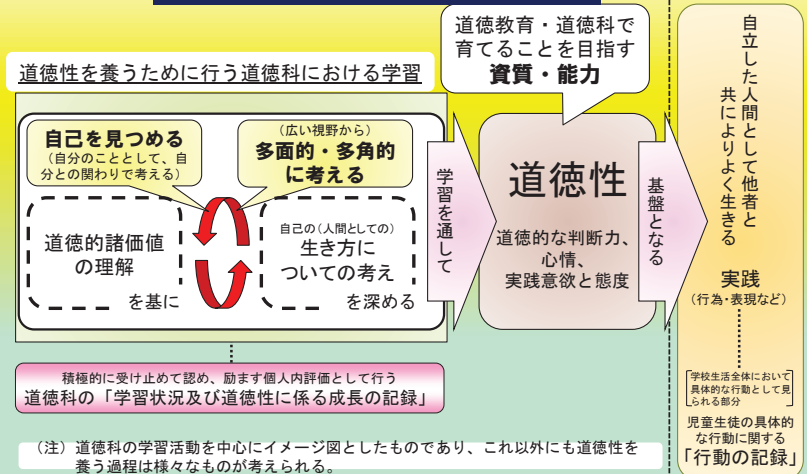 道徳教育・道徳科で
育てることを目指す
資質・能力
道徳性を養うために行う道徳科における学習
自己を見つめる
(自分のこととして、自
分との関わりで考える)
(広い視野から)
多面的・多角的
に考える
道徳的諸価値
の理解
を基に
自己の(人間としての)
生き方に
ついての考え
を深める
学習を通して
道徳性
道徳的な判断力、
心情、
実践意欲と態度
基盤となる
自立した人間として他者と
共によりよく生きる
実践
(行為・表現など)
学校生活全体において
具体的な行動として見
られる部分
児童生徒の具体的
な行動に関する
「行動の記録」
積極的に受け止めて認め、励ます個人内評価として行う
道徳科の「学習状況及び道徳性に係る成長の記録」
(注)道徳科の学習活動を中心にイメージ図としたものであり、これ以外にも道徳性を
養う過程は様々なものが考えられる。